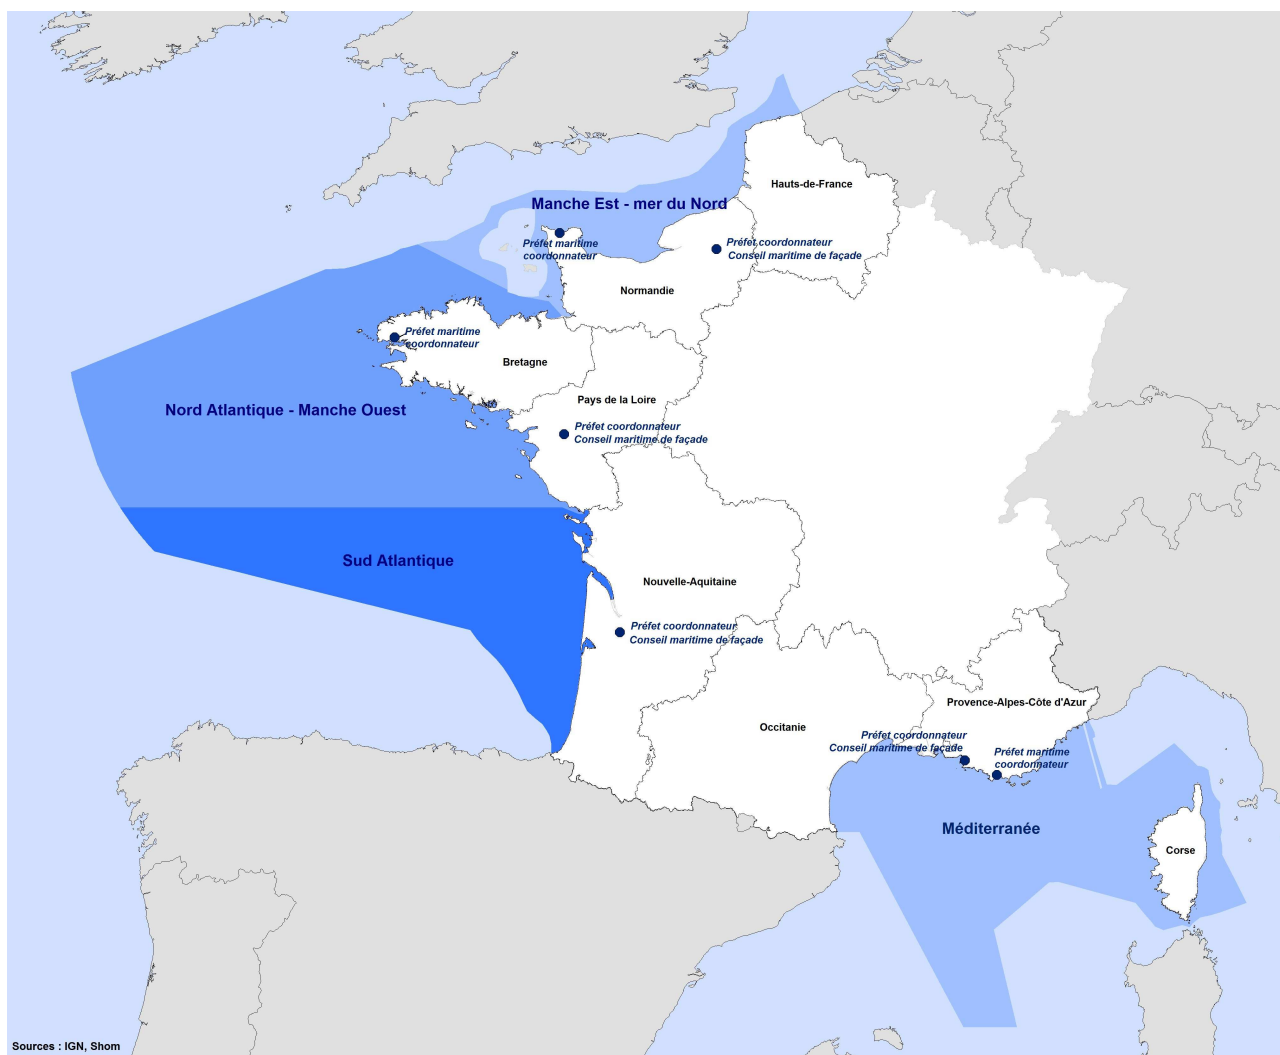 Hauts-de-France
Manche Est - mer du Nord
Préfet maritime
coordonnateur
Préfet coordonnateur
Conseil maritime de façade
Normandie
Préfet maritime
coordonnateur
Bretagne
Pays de la Loire
Nord Atlantique - Manche Ouest
Préfet coordonnateur
Conseil maritime de façade
Sud Atlantique
Nouvelle-Aquitaine
Préfet coordonnateur
Conseil maritime de façade
Provence-Alpes-Côte d'Azur
Occitanie
Préfet coordonnateur
Conseil maritime de façade
Préfet maritime
coordonnateur
Méditerranée
Corse
Sources : IGN, Shom